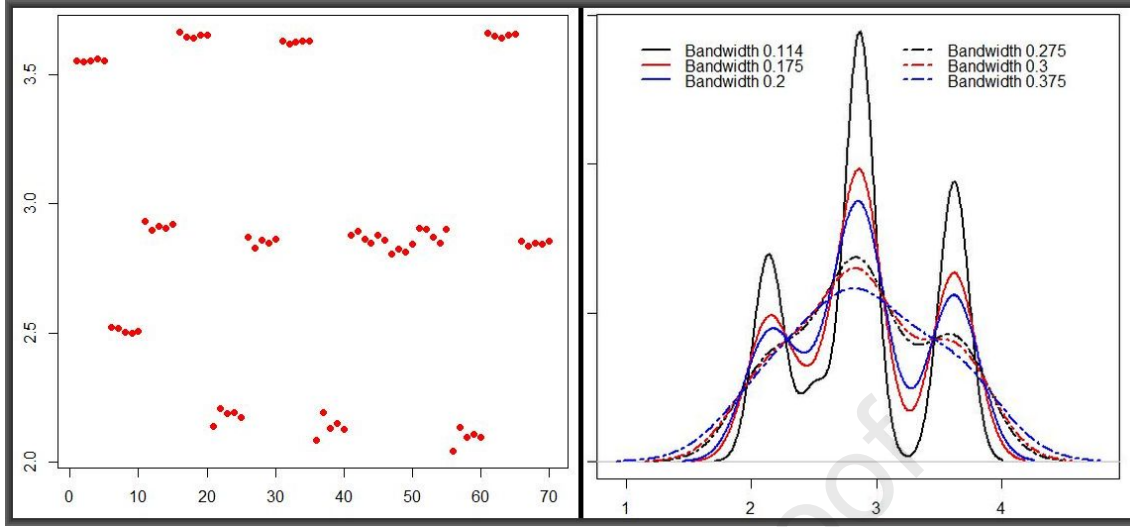 3.5
3.0
2.5
2.0
0 10 20 30 40 50 60 70
Bandwidth 0.114
Bandwidth 0.175
Bandwidth 0.2
Bandwidth 0.275
Bandwidth 0.3
Bandwidth 0.375
1 2 3 4